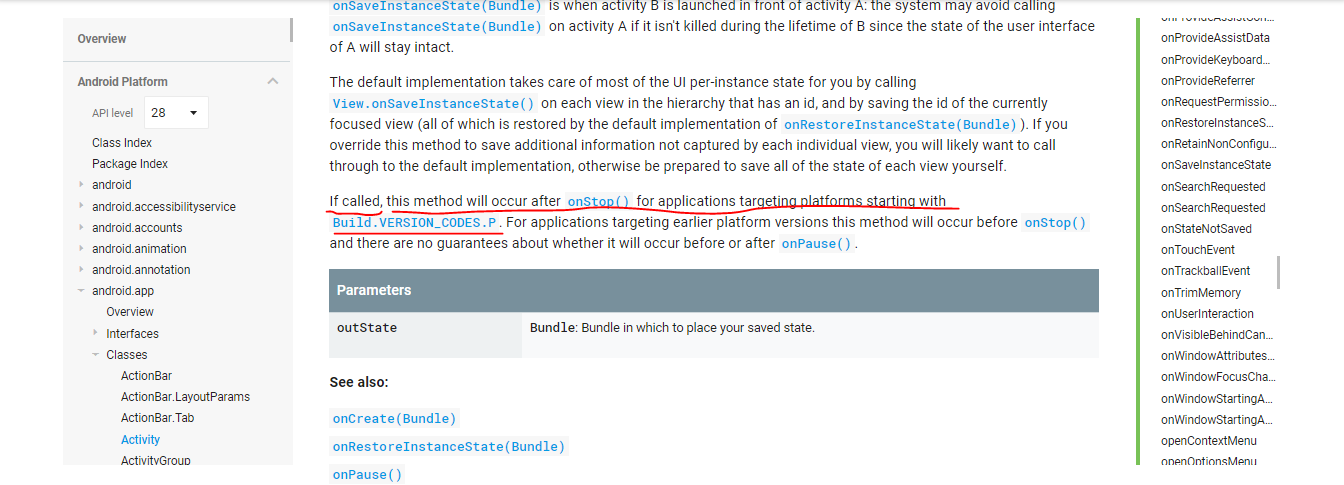 Overview
Android Platform
API level 28
Class Index
Package Index
android
android.accessibilityservice
android.accounts
android.animation
android.annotation
android.app
Overview
Interfaces
Classes
ActionBar
ActionBar.LayoutParams
ActionBar.Tab
Activity
ActivityGroup
onSaveInstanceState(Bundle) is when activity B is launched in front of activity A: the system may avoid calling
onSaveInstanceState(Bundle) on activity A if it isn't killed during the lifetime of B since the state of the user interface
of A will stay intact.
The default implementation takes care of most of the UI per-instance state for you by calling
View.onSaveInstanceState() on each view in the hierarchy that has an id, and by saving the id of the currently
focused view (all of which is restored by the default implementation of onRestoreInstanceState(Bundle)). If you
override this method to save additional information not captured by each individual view, you will likely want to call
through to the default implementation, otherwise be prepared to save all of the state of each view yourself.
If called, this method will occur after onStop() for applications targeting platforms starting with
Build.VERSION_CODES.P. For applications targeting earlier platform versions this method will occur before onStop()
and there are no guarantees about whether it will occur before or after onPause().
Parameters
outState Bundle: Bundle in which to place your saved state.
See also:
onCreate(Bundle)
onRestoreInstanceState(Bundle)
onPause()
onProvideAssistCon...
onProvideAssistData
onProvideKeyboard...
onProvideReferrer
onRequestPermissio...
onRestoreInstanceS...
onRetainNonConfigu...
onSaveInstanceState
onSearchRequested
onSearchRequested
onStateNotSaved
onTouchEvent
onTrackballEvent
onTrimMemory
onUserInteraction
onVisibleBehindCan...
onWindowAttributes...
onWindowFocusCha...
onWindowStartingA...
onWindowStartingA...
openContextMenu
openOptionsMenu